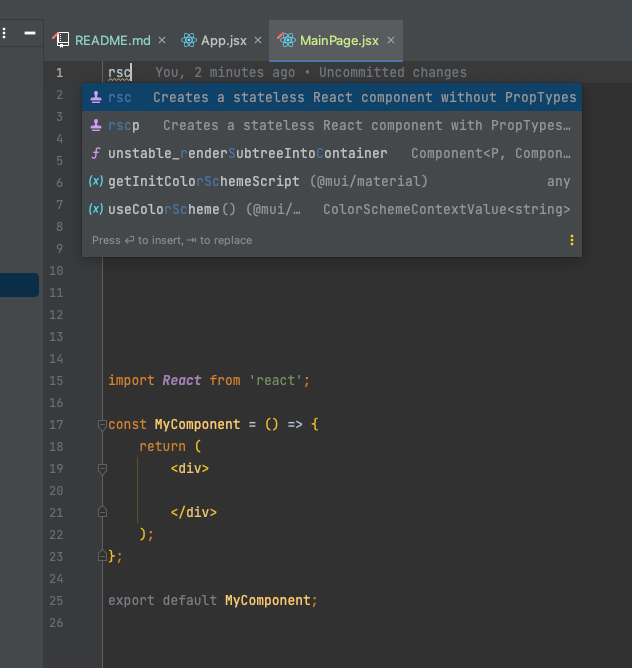 README.md × App.jsx × MainPage.jsx ×
1 rsc You, 2 minutes ago • Uncommitted changes
2 rsc Creates a stateless React component without PropTypes
3
4 rscp Creates a stateless React component with PropTypes…
5 unstable_renderSubtreeIntoContainer Component<P, Compon…
6 getInitColorSchemeScript (@mui/material) any
7
8 useColorScheme() (@mui/… ColorSchemeContextValue<string>
9 Press ↵ to insert, ⇥ to replace
10
11
12
13
14
15 import React from 'react';
16
17 const MyComponent = () => {
18 return (
19 <div>
20
21 </div>
22 );
23 };
24
25 export default MyComponent;
26